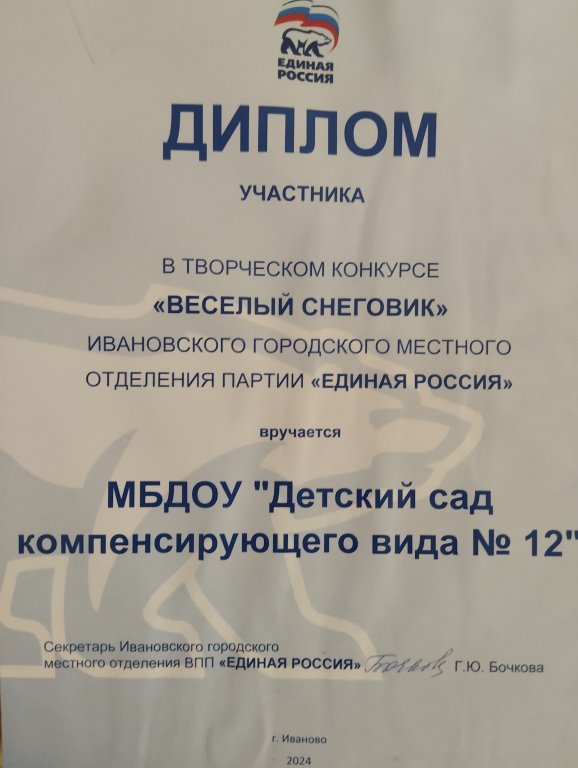 ЕДИНАЯ
РОССИЯ
ДИПЛОМ
УЧАСТНИКА
В ТВОРЧЕСКОМ КОНКУРСЕ
«ВЕСЕЛЫЙ СНЕГОВИК»
ИВАНОВСКОГО ГОРОДСКОГО МЕСТНОГО
ОТДЕЛЕНИЯ ПАРТИИ «ЕДИНАЯ РОССИЯ»
вручается
МБДОУ "Детский сад
компенсирующего вида № 12"
Секретарь Ивановского городского
местного отделения ВПП «ЕДИНАЯ РОССИЯ» Г.Ю. Бочкова
г. Иваново
2024